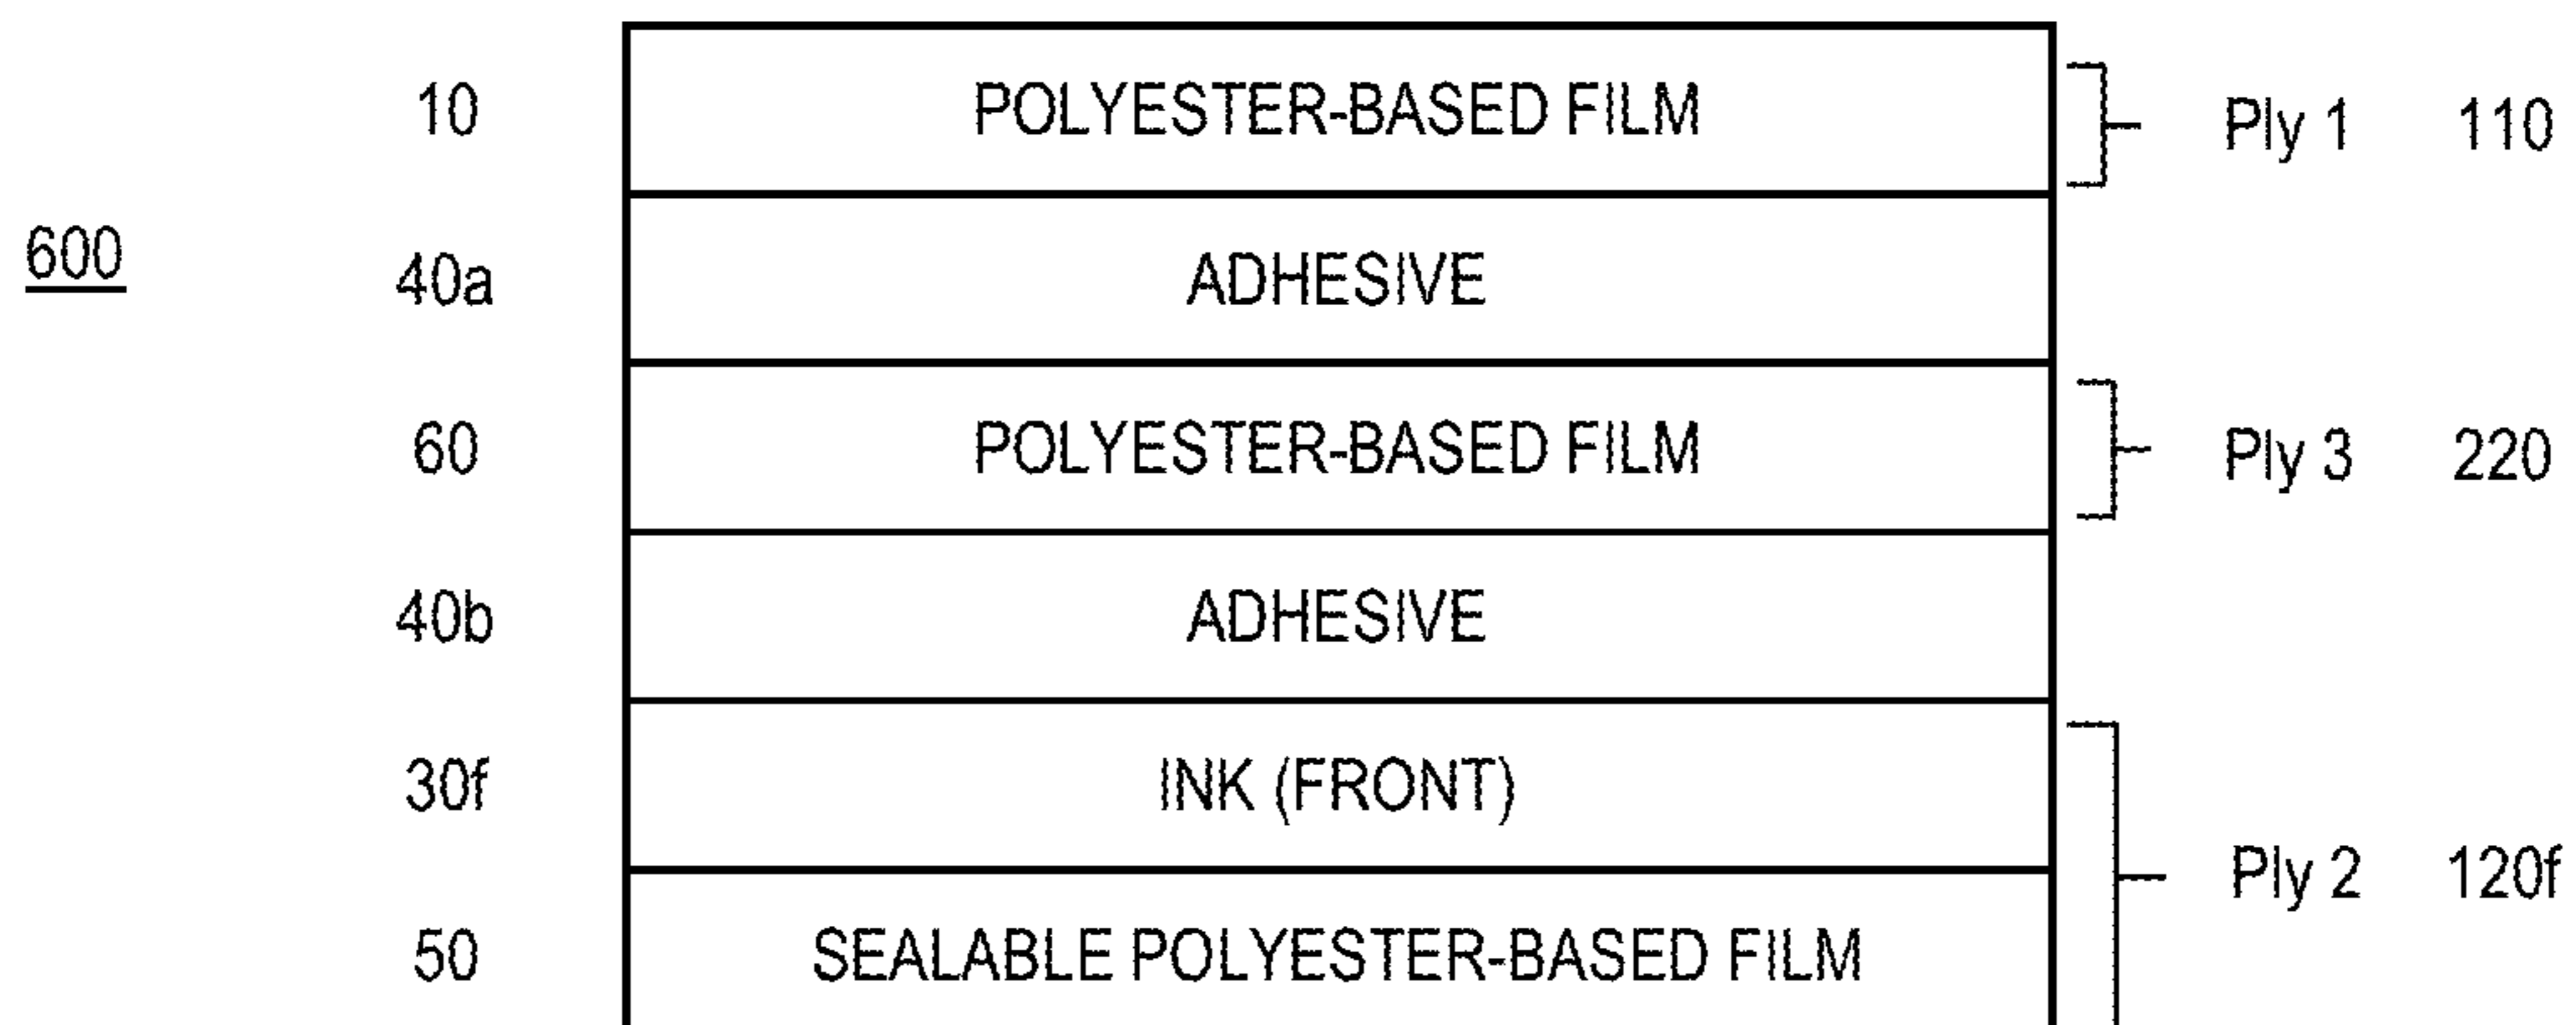 10 POLYESTER-BASED FILM Ply 1 110
600
40a ADHESIVE
60 POLYESTER-BASED FILM Ply 3 220
40b ADHESIVE
30f INK (FRONT)
Ply 2 120f
50 SEALABLE POLYESTER-BASED FILM